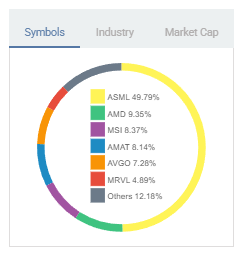 Symbols Industry Market Cap
ASML 49.79%
AMD 9.35%
MSI 8.37%
AMAT 8.14%
AVGO 7.28%
MRVL 4.89%
Others 12.18%